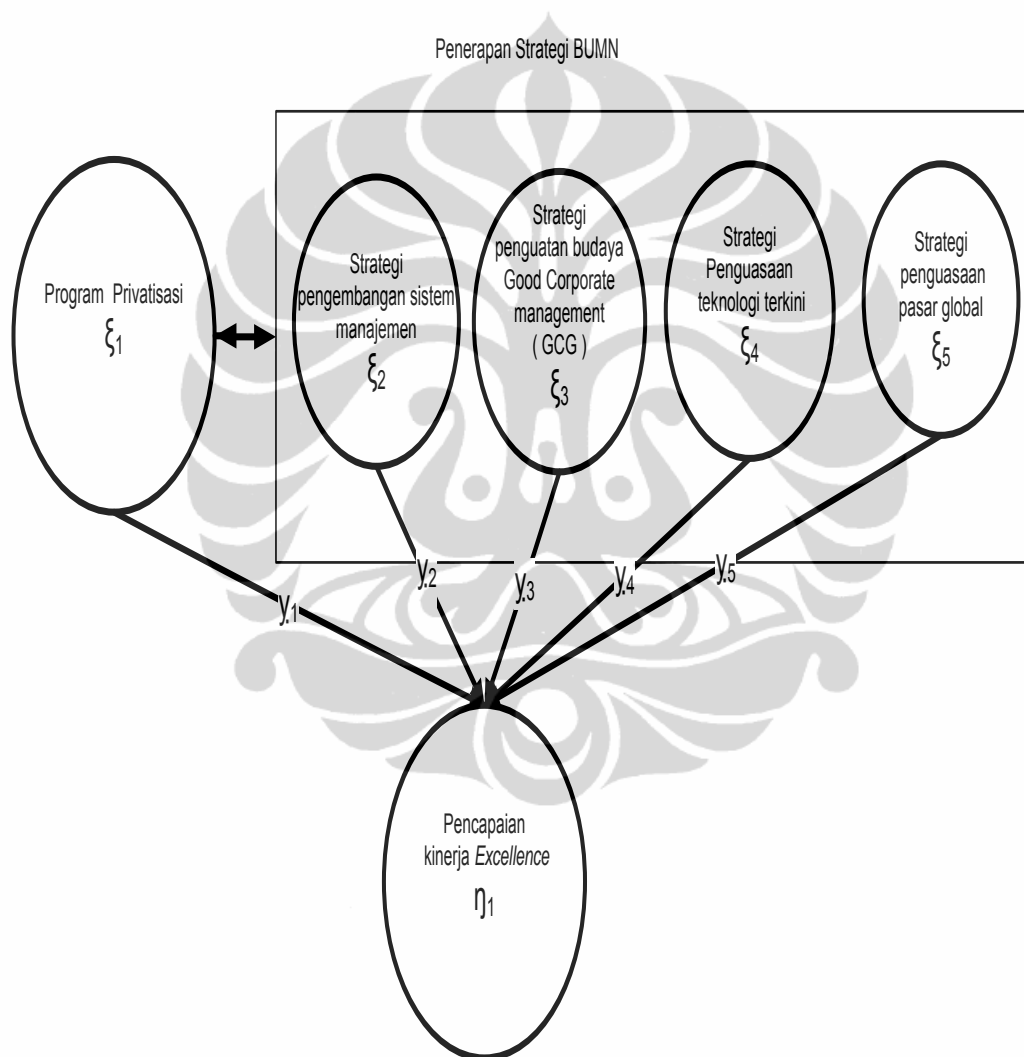 Penerapan Strategi BUMN
Program Privatisasi
ξ1
Strategi
pengembangan sistem
manajemen
ξ2
Strategi
penguatan budaya
Good Corporate
management
( GCG )
ξ3
Strategi
Penguasaan
teknologi terkini
ξ4
Strategi
penguasaan
pasar global
ξ5
y.1
y.2
y.3
y.4
y.5
Pencapaian
kinerja Excellence
η1